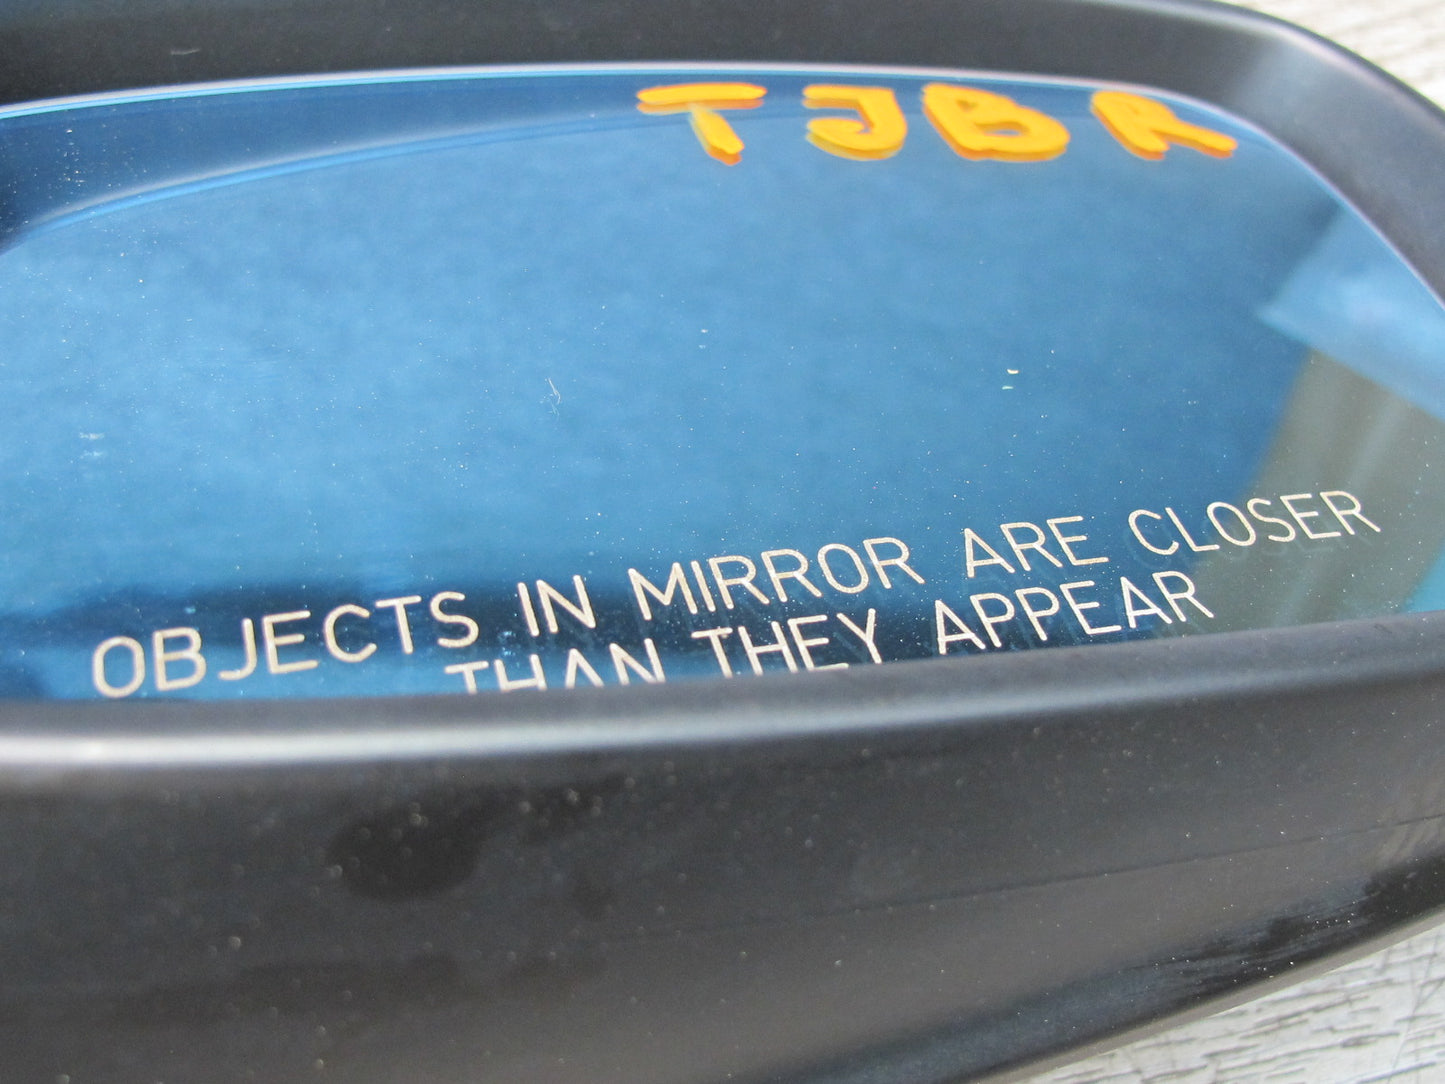 TJBR
OBJECTS IN MIRROR ARE CLOSER
THAN THEY APPEAR